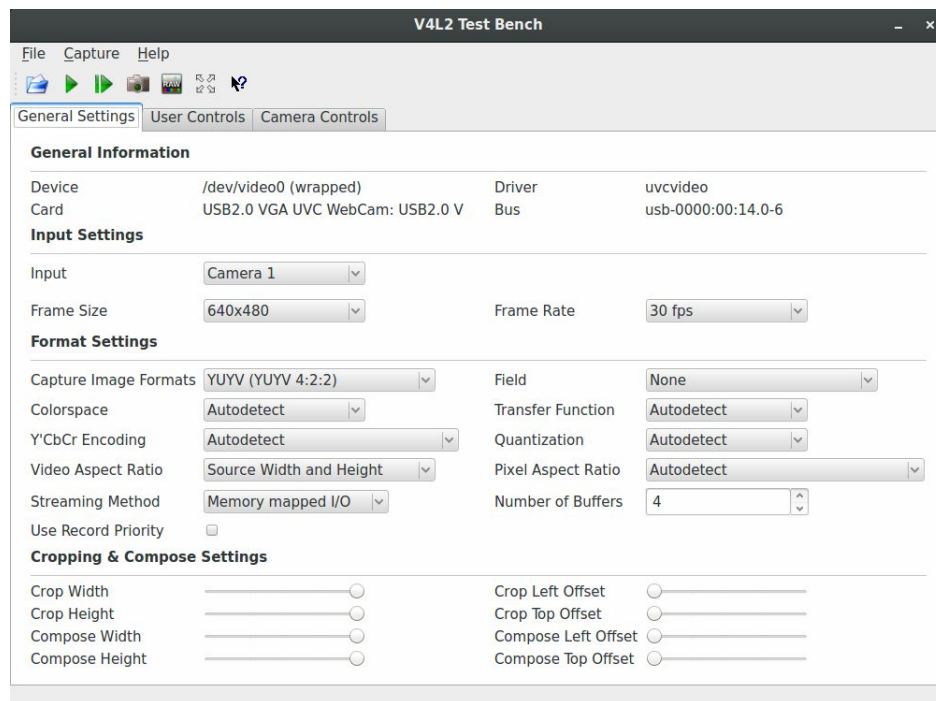 V4L2 Test Bench
File Capture Help
RAW
General Settings User Controls Camera Controls
General Information
Device /dev/video0 (wrapped) Driver uvcvideo
Card USB2.0 VGA UVC WebCam: USB2.0 V Bus usb-0000:00:14.0-6
Input Settings
Input Camera 1
Frame Size 640x480 Frame Rate 30 fps
Format Settings
Capture Image Formats YUYV (YUYV 4:2:2) Field None
Colorspace Autodetect Transfer Function Autodetect
Y'CbCr Encoding Autodetect Quantization Autodetect
Video Aspect Ratio Source Width and Height Pixel Aspect Ratio Autodetect
Streaming Method Memory mapped I/O Number of Buffers 4
Use Record Priority
Cropping & Compose Settings
Crop Width Crop Left Offset
Crop Height Crop Top Offset
Compose Width Compose Left Offset
Compose Height Compose Top Offset